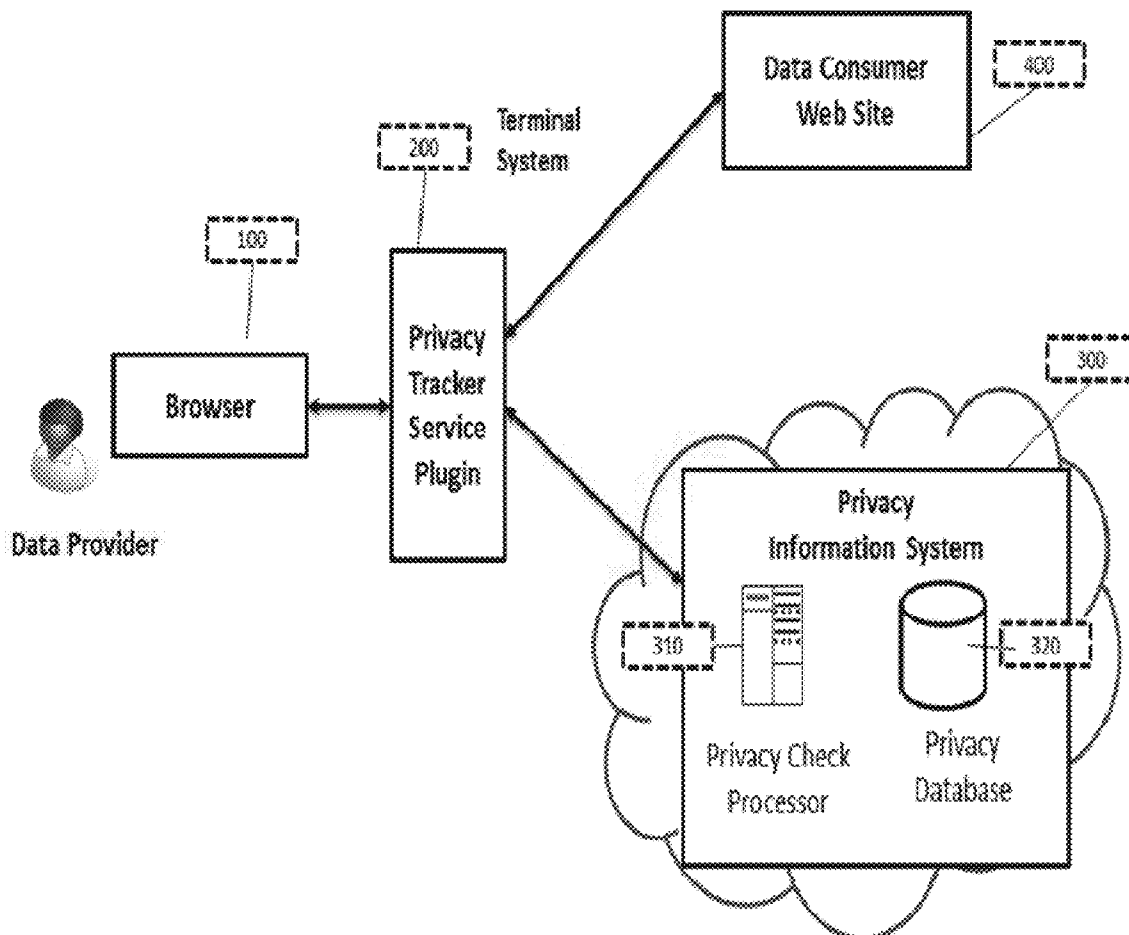 Data Consumer
Web Site
400
Terminal
System
200
100
Privacy
Tracker
Service
Plugin
Browser
Data Provider
300
Privacy
Information System
310
320
Privacy Check
Processor
Privacy
Database